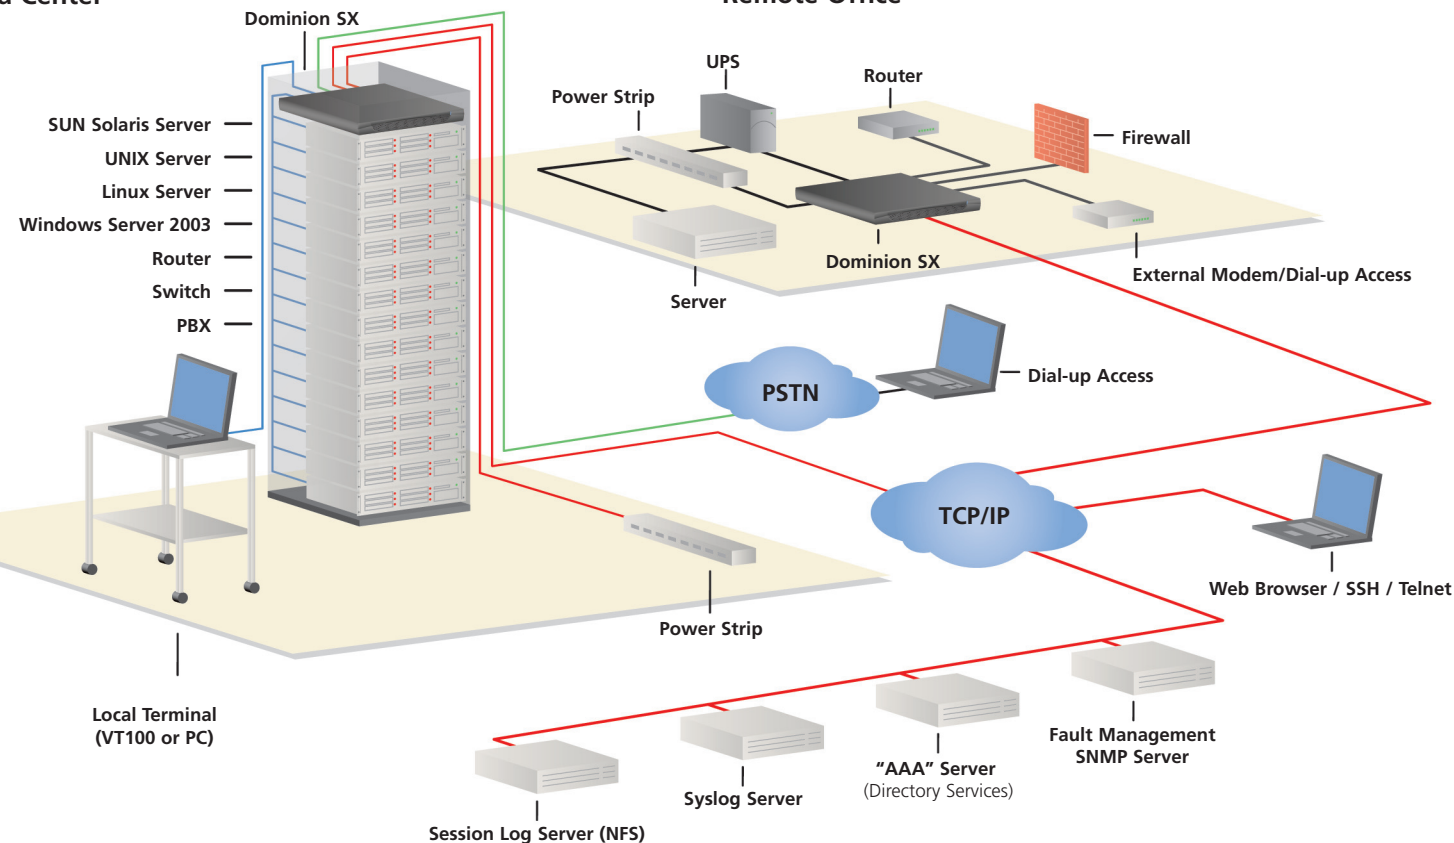 Dominion SX
UPS
Router
Power Strip
Firewall
SUN Solaris Server
UNIX Server
Linux Server
Windows Server 2003
Router
Switch
PBX
Dominion SX
External Modem/Dial-up Access
Server
PSTN
Dial-up Access
TCP/IP
Web Browser / SSH / Telnet
Power Strip
Local Terminal
(VT100 or PC)
Fault Management
SNMP Server
"AAA" Server
(Directory Services)
Syslog Server
Session Log Server (NFS)